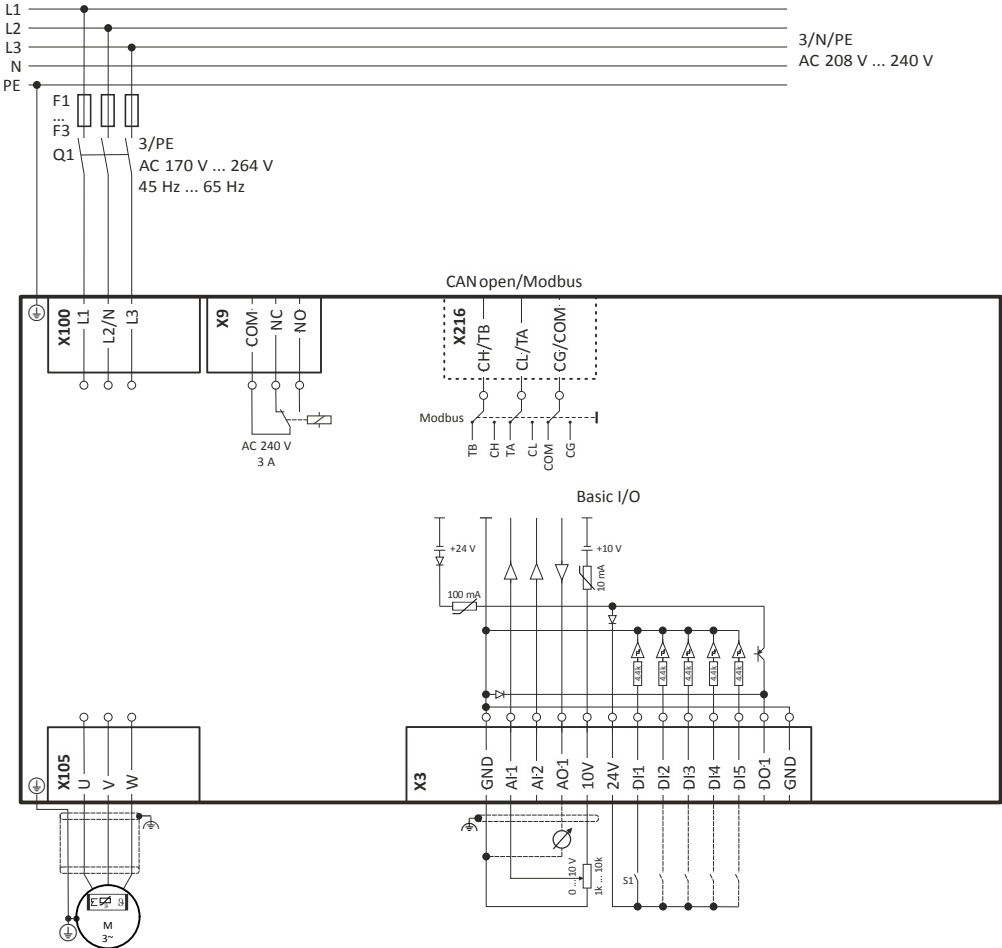 L1
L2
L3
N
PE
3/N/PE
AC 208 V ... 240 V
F1
...
F3
Q1
3/PE
AC 170 V ... 264 V
45 Hz ... 65 Hz
CANopen/Modbus
X100
L1
L2/N
L3
X9
COM
NC
NO
X216
CH/TB
CL/TA
CG/COM
Modbus
TB
CH
TA
CL
COM
CG
AC 240 V
3 A
Basic I/O
+24 V
+10 V
10 mA
100 mA
4.4k
4.4k
4.4k
4.4k
4.4k
X105
U
V
W
X3
GND
AI1
AI2
AO1
10V
24V
DI1
DI2
DI3
DI4
DI5
DO1
GND
0 ... 10 V
1k ... 10k
S1
ϑ
M
3~